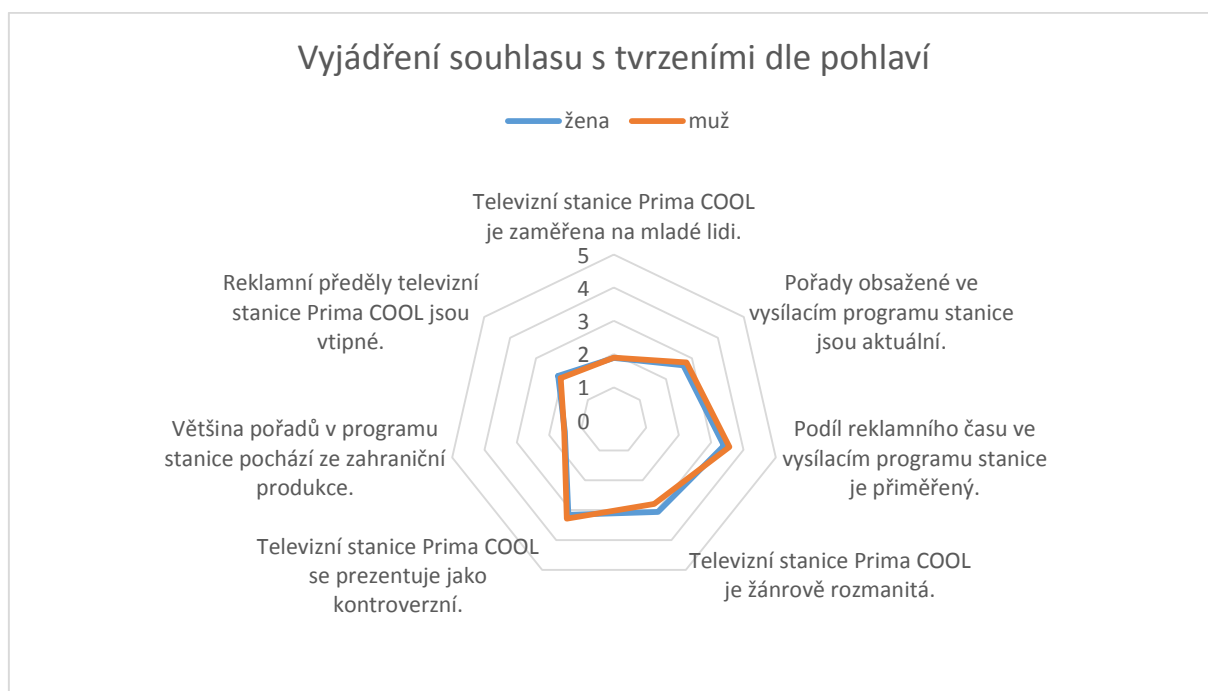 Vyjádření souhlasu s tvrzeními dle pohlaví
žena muž
Televizní stanice Prima COOL
je zaměřena na mladé lidi.
Pořady obsažené ve
vysílacím programu stanice
jsou aktuální.
Podíl reklamního času ve
vysílacím programu stanice
je přiměřený.
Televizní stanice Prima COOL
je žánrově rozmanitá.
Televizní stanice Prima COOL
se prezentuje jako
kontroverzní.
Většina pořadů v programu
stanice pochází ze zahraniční
produkce.
Reklamní předěly televizní
stanice Prima COOL jsou
vtipné.
5
4
3
2
1
0